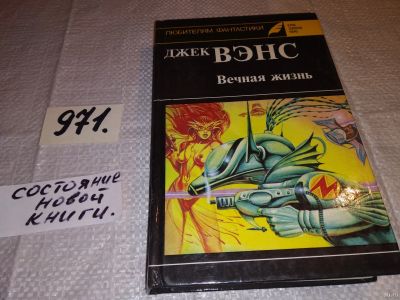 ЛЮБИТЕЛЯМ ФАНТАСТИКИ
ДЖЕК ВЭНС
Вечная жизнь
971.
СОСТОЯНИЕ
НОВОЙ
КНИГИ.